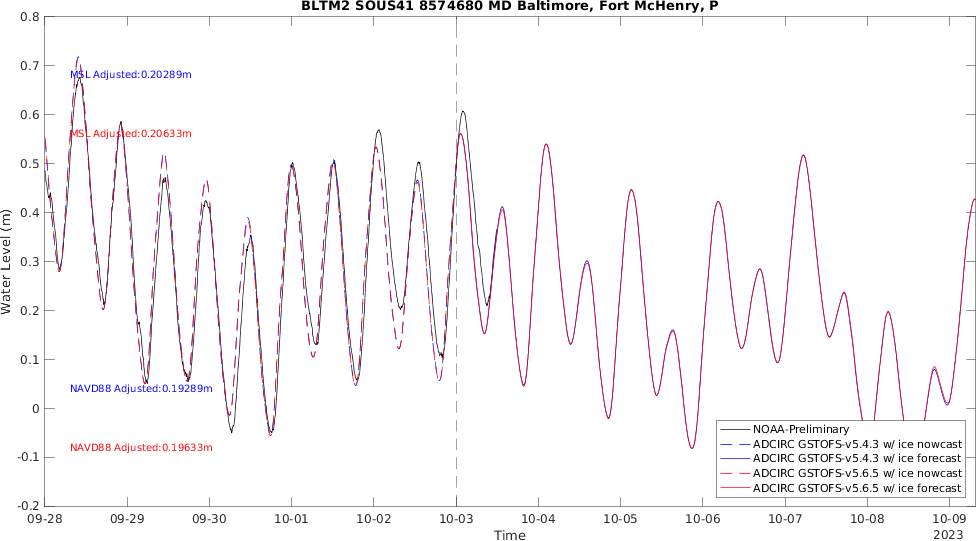 BLTM2 SOUS41 8574680 MD Baltimore, Fort McHenry, P
0.8
0.7
0.6
0.5
0.4
0.3
0.2
0.1
0
-0.1
-0.2
Water Level (m)
MSL Adjusted:0.20289m
MSL Adjusted:0.20633m
NAVD88 Adjusted:0.19289m
NAVD88 Adjusted:0.19633m
NOAA-Preliminary
ADCIRC GSTOFS-v5.4.3 w/ ice nowcast
ADCIRC GSTOFS-v5.4.3 w/ ice forecast
ADCIRC GSTOFS-v5.6.5 w/ ice nowcast
ADCIRC GSTOFS-v5.6.5 w/ ice forecast
09-28 09-29 09-30 10-01 10-02 10-03 10-04 10-05 10-06 10-07 10-08 10-09
2023
Time